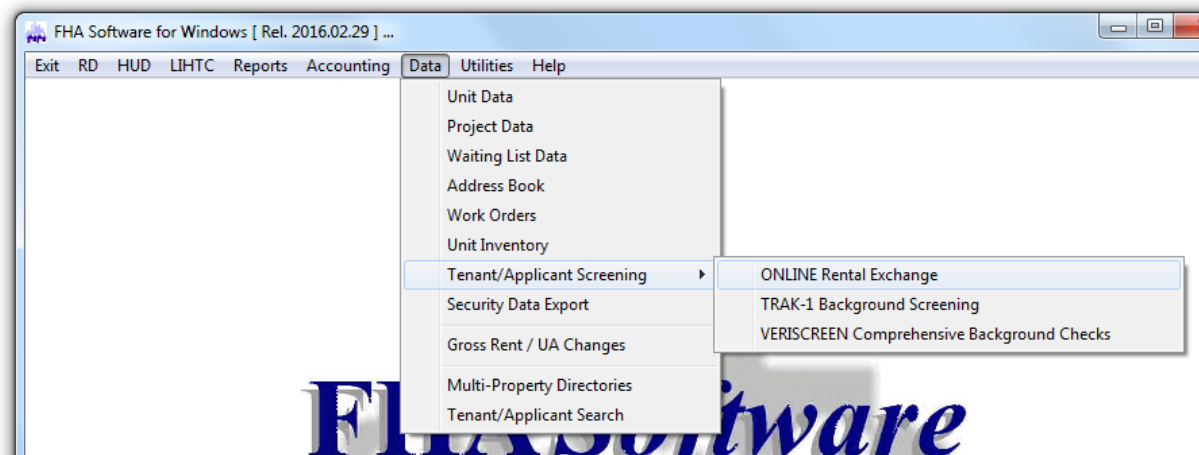 FHA Software for Windows [ Rel. 2016.02.29 ] ...
Exit RD HUD LIHTC Reports Accounting Data Utilities Help
Unit Data
Project Data
Waiting List Data
Address Book
Work Orders
Unit Inventory
Tenant/Applicant Screening
ONLINE Rental Exchange
TRAK-1 Background Screening
VERISCREEN Comprehensive Background Checks
Security Data Export
Gross Rent / UA Changes
Multi-Property Directories
Tenant/Applicant Search
FHA Software